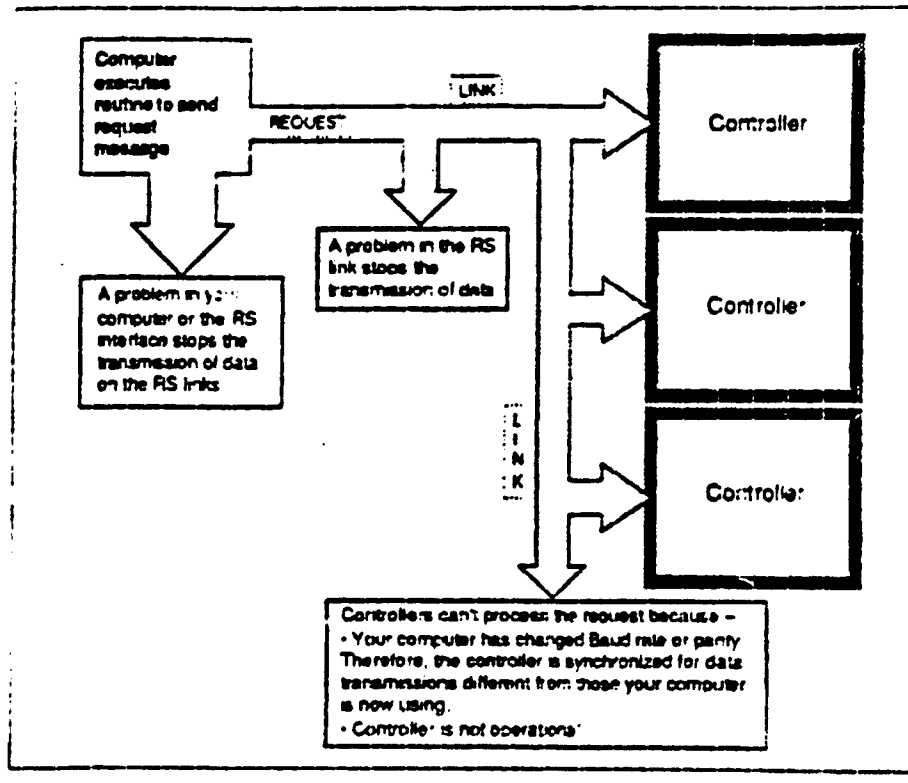 Computer
executes
routine to send
request
message
LINK
REQUEST
Controller
A problem in the RS
link stops the
transmission of data
A problem in your
computer or the RS
interface stops the
transmission of data
on the RS links
Controller
LINK
Controller
Controllers can't process the request because –
• Your computer has changed Baud rate or parity
Therefore, the controller is synchronized for data
transmissions different from those your computer
is now using.
• Controller is not operational